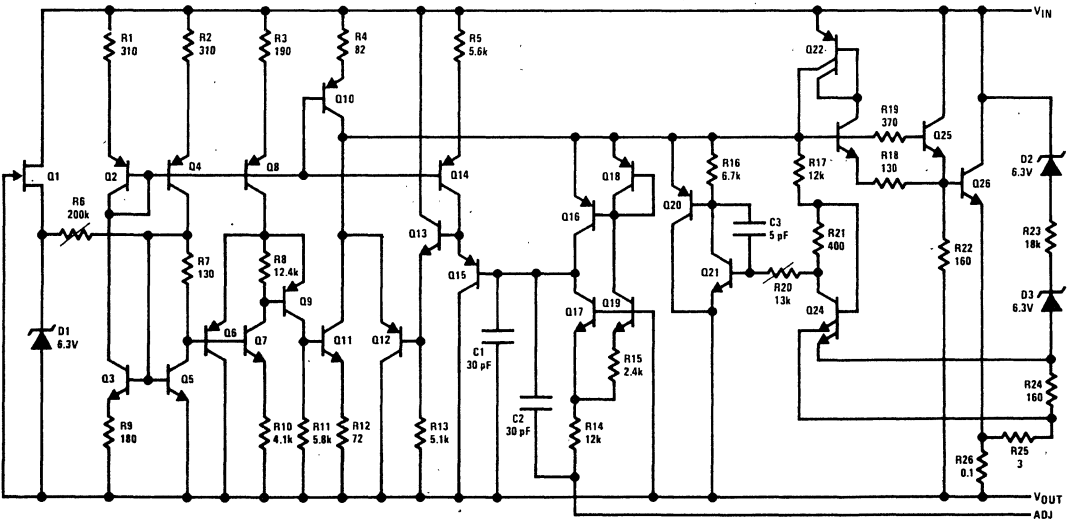 VIN
R1
310
R2
310
R3
190
R4
82
R5
5.6k
Q22
Q10
R19
370
Q25
R18
130
Q1
Q2
Q4
Q8
Q14
Q18
Q20
R16
6.7k
R17
12k
Q26
D2
6.3V
R6
200k
Q13
Q16
C3
5 pF
R21
400
R22
160
R23
18k
R7
130
R8
12.4k
Q9
Q15
Q21
R20
13k
D3
6.3V
D1
6.3V
Q6
Q7
Q11
Q12
C1
30 pF
Q17
Q19
Q24
Q3
Q5
R15
2.4k
R24
160
R9
180
R10
4.1k
R11
5.8k
R12
72
R13
5.1k
C2
30 pF
R14
12k
R26
0.1
R25
3
VOUT
ADJ